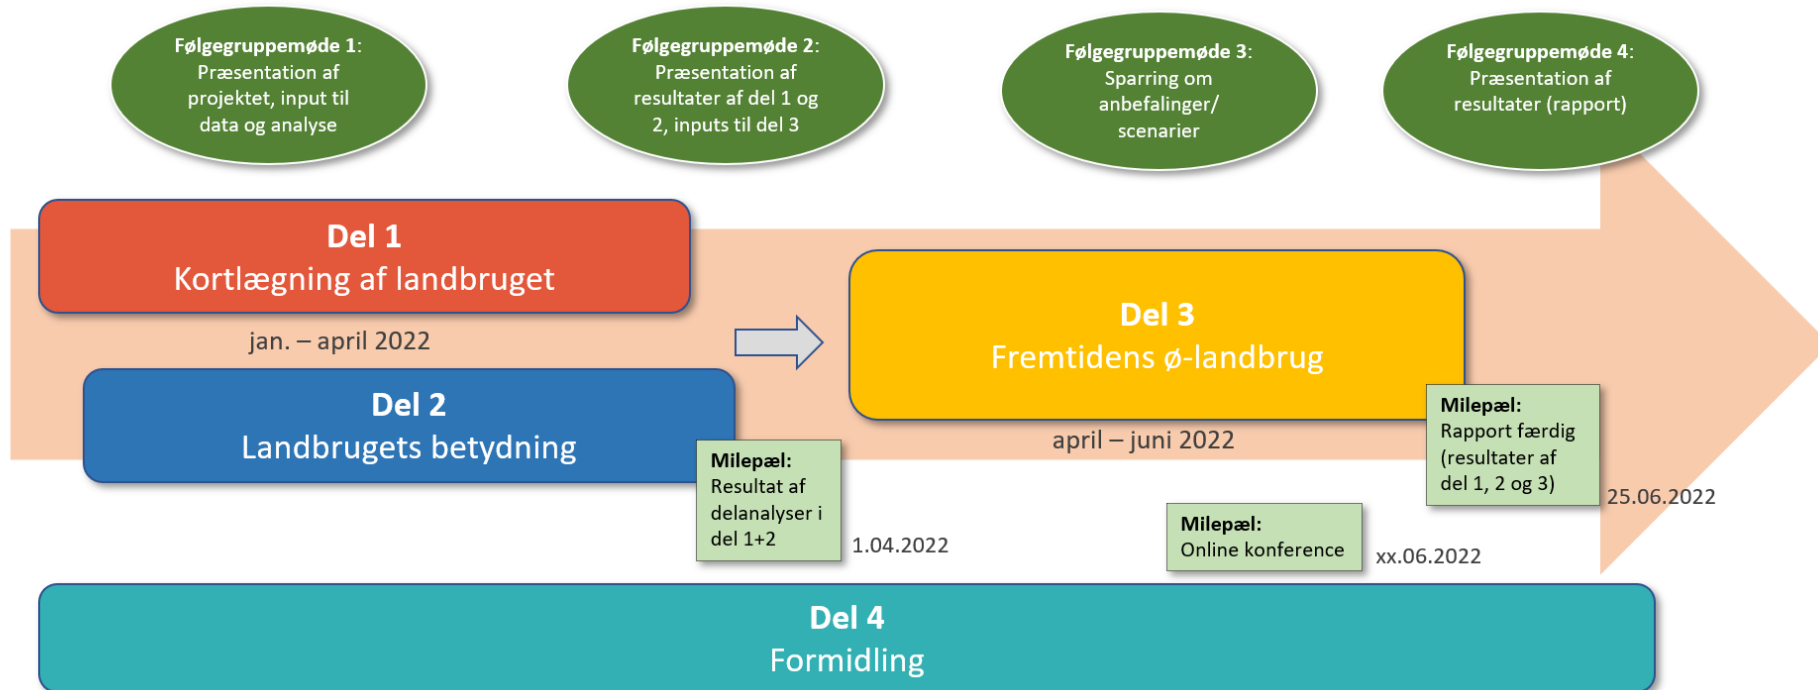 Følgegruppemøde 1:
Præsentation af
projektet, input til
data og analyse
Følgegruppemøde 2:
Præsentation af
resultater af del 1 og
2, inputs til del 3
Følgegruppemøde 3:
Sparring om
anbefalinger/
scenarier
Følgegruppemøde 4:
Præsentation af
resultater (rapport)
Del 1
Kortlægning af landbruget
jan. – april 2022
Del 2
Landbrugets betydning
Milepæl:
Resultat af
delanalyser i
del 1+2
1.04.2022
Del 3
Fremtidens ø-landbrug
april – juni 2022
Milepæl:
Online konference
xx.06.2022
Milepæl:
Rapport færdig
(resultater af
del 1, 2 og 3)
25.06.2022
Del 4
Formidling